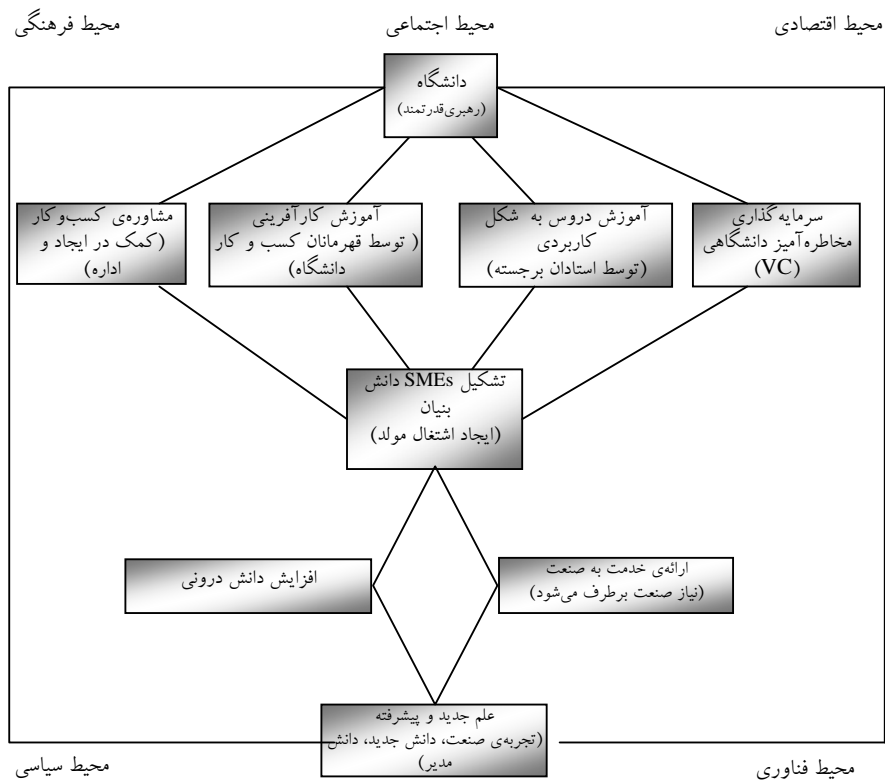 محیط اقتصادی
محیط اجتماعی
محیط فرهنگی
دانشگاه
(رهبری‌قدرتمند)
سرمایه‌گذاری
مخاطره‌آمیز دانشگاهی
(VC)
آموزش دروس به شکل
کاربردی
(توسط استادان برجسته)
آموزش کارآفرینی
( توسط قهرمانان کسب و کار
دانشگاه)
مشاوره‌ی کسب‌وکار
(کمک در ایجاد و
اداره)
تشکیل SMEs دانش
بنیان
(ایجاد اشتغال مولد)
ارائه‌ی خدمت به صنعت
(نیاز صنعت برطرف می‌شود)
افزایش دانش درونی
علم جدید و پیشرفته
(تجربه‌ی صنعت، دانش جدید، دانش
مدیر)
محیط فناوری
محیط سیاسی